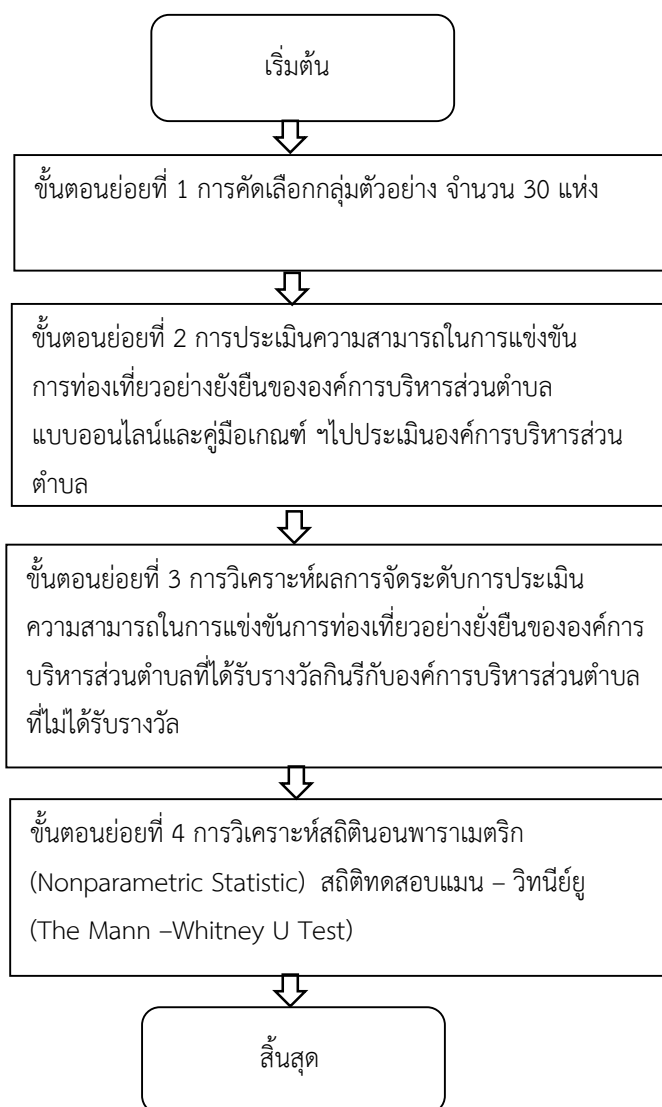 เริ่มต้น
ขั้นตอนย่อยที่ 1 การคัดเลือกกลุ่มตัวอย่าง จำนวน 30 แห่ง
ขั้นตอนย่อยที่ 2 การประเมินความสามารถในการแข่งขัน
การท่องเที่ยวอย่างยังยืนขององค์การบริหารส่วนตำบล
แบบออนไลน์และคู่มือเกณฑ์ ฯไปประเมินองค์การบริหารส่วน
ตำบล
ขั้นตอนย่อยที่ 3 การวิเคราะห์ผลการจัดระดับการประเมิน
ความสามารถในการแข่งขันการท่องเที่ยวอย่างยั่งยืนขององค์การ
บริหารส่วนตำบลที่ได้รับรางวัลกินรีกับองค์การบริหารส่วนตำบล
ที่ไม่ได้รับรางวัล
ขั้นตอนย่อยที่ 4 การวิเคราะห์สถิตินอนพาราเมตริก
(Nonparametric Statistic) สถิติทดสอบแมน – วิทนีย์ยู
(The Mann –Whitney U Test)
สิ้นสุด